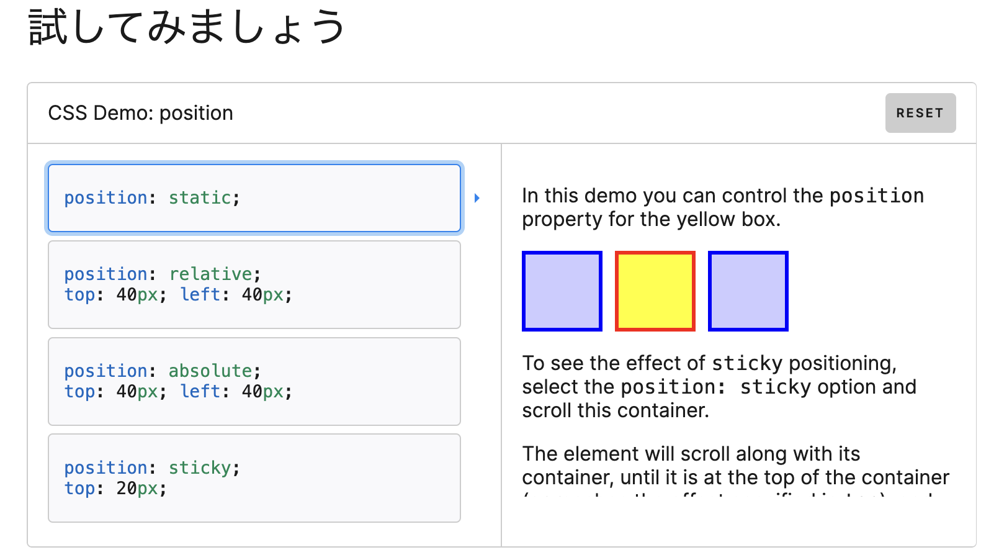 試してみましょう
CSS Demo: position
RESET
position: static;
position: relative;
top: 40px; left: 40px;
position: absolute;
top: 40px; left: 40px;
position: sticky;
top: 20px;
In this demo you can control the position
property for the yellow box.
To see the effect of sticky positioning,
select the position: sticky option and
scroll this container.
The element will scroll along with its
container, until it is at the top of the container